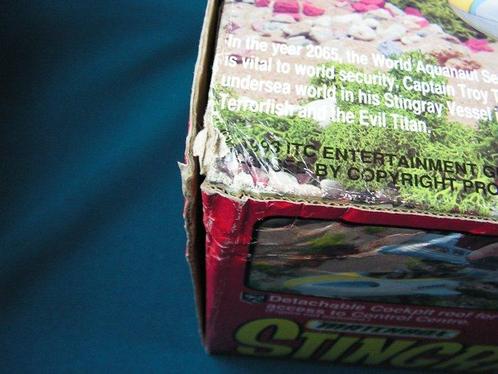 In the year 2065, the World Aquanaut Se
is vital to world security. Captain Troy T
undersea world in his Stingray Vessel
Terrorfish and the Evil Titan.
993 ITC ENTERTAINMENT G
BY COPYRIGHT PRO
Detachable Cockpit roof for
access to Control Centre.
MATCHBOX
STINGR